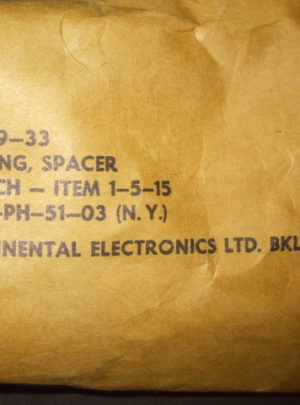 9-33
NG, SPACER
CH — ITEM 1-5-15
-PH-51-03 (N.Y.)
NENTAL ELECTRONICS LTD. BKL